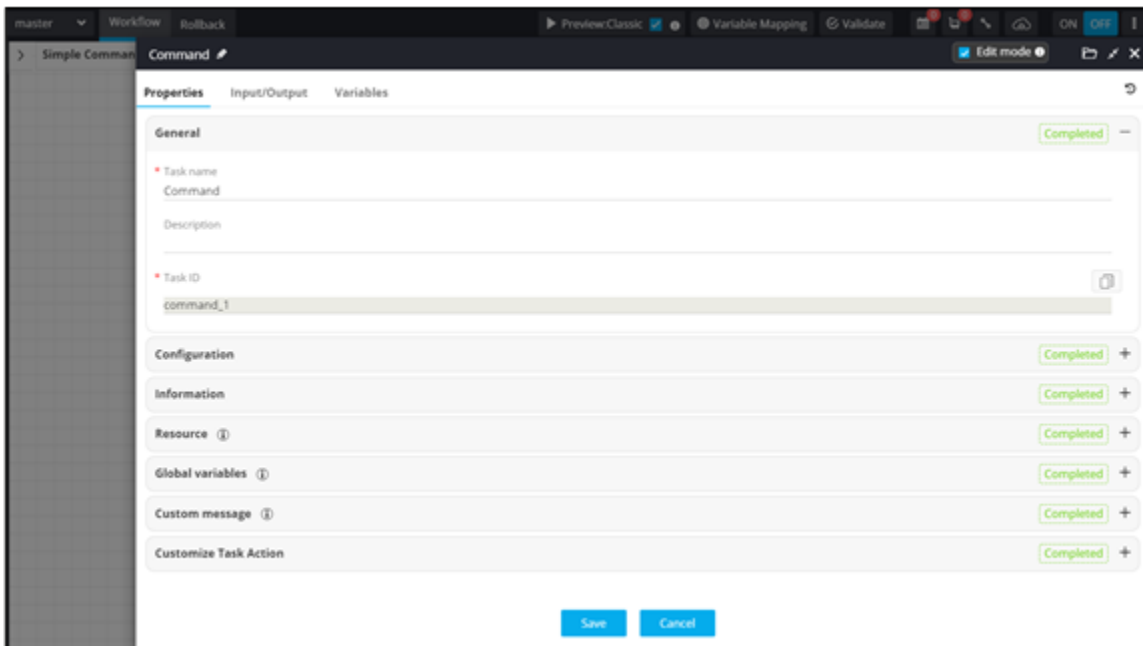 master Workflow Rollback Preview:Classic Variable Mapping Validate ON OFF
Simple Comman Command Edit mode
Properties Input/Output Variables
General Completed
* Task name
Command
Description
* Task ID
command_1
Configuration Completed
Information Completed
Resource Completed
Global variables Completed
Custom message Completed
Customize Task Action Completed
Save Cancel